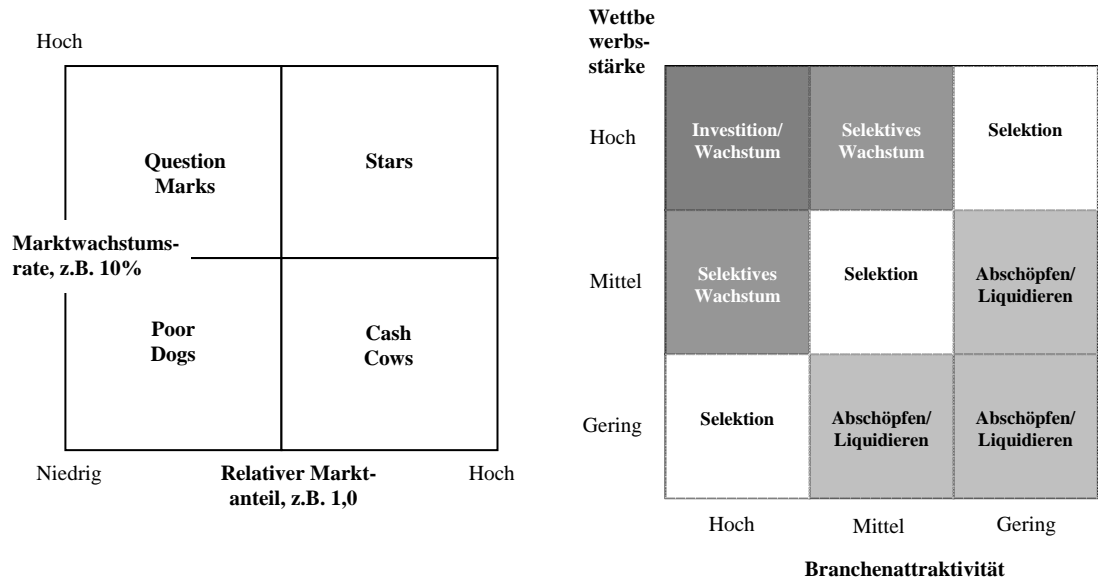 Hoch
Question
Marks
Stars
Marktwachstums-
rate, z.B. 10%
Poor
Dogs
Cash
Cows
Niedrig
Relativer Markt-
anteil, z.B. 1,0
Hoch
Wettbe
werbs-
stärke
Hoch
Investition/
Wachstum
Selektives
Wachstum
Selektion
Mittel
Selektives
Wachstum
Selektion
Abschöpfen/
Liquidieren
Gering
Selektion
Abschöpfen/
Liquidieren
Abschöpfen/
Liquidieren
Hoch
Mittel
Gering
Branchenattraktivität